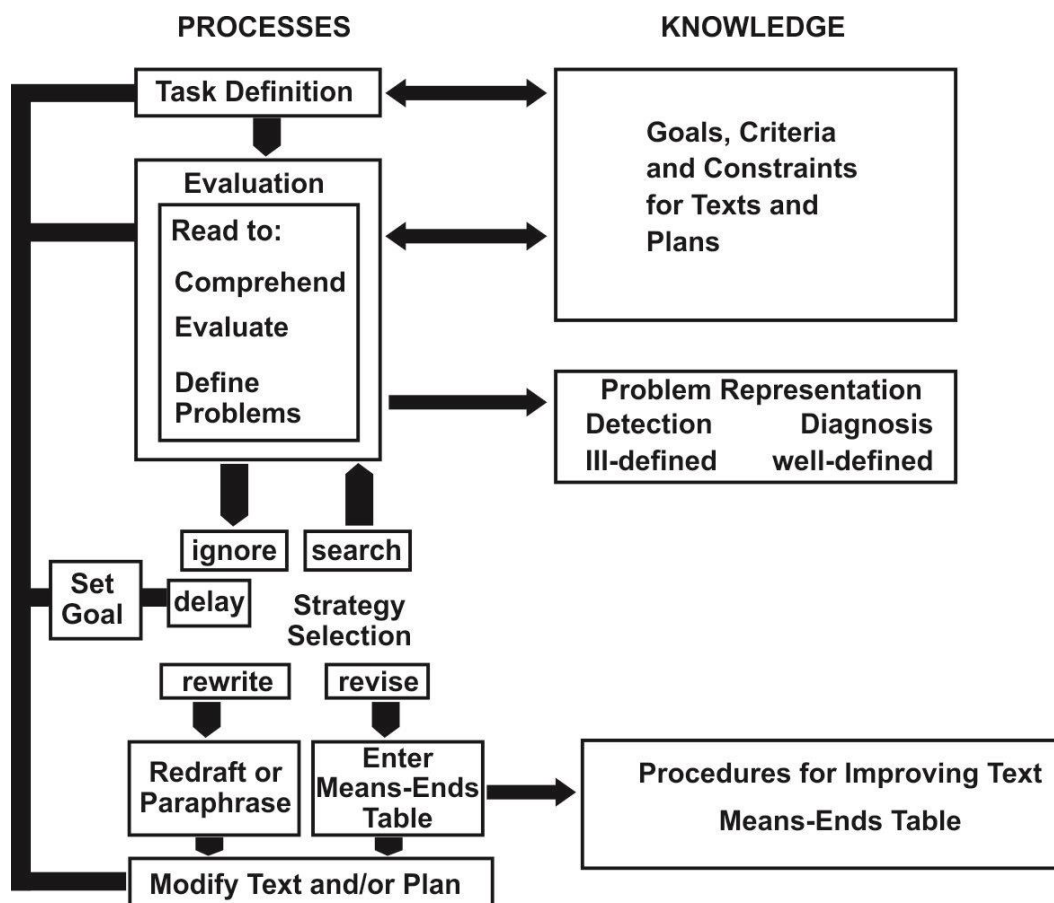 PROCESSES
KNOWLEDGE
Task Definition
Goals, Criteria
and Constraints
for Texts and
Plans
Evaluation
Read to:
Comprehend
Evaluate
Define
Problems
Problem Representation
Detection Diagnosis
Ill-defined well-defined
ignore
search
Set
Goal
delay
Strategy
Selection
rewrite
revise
Redraft or
Paraphrase
Enter
Means-Ends
Table
Procedures for Improving Text
Means-Ends Table
Modify Text and/or Plan